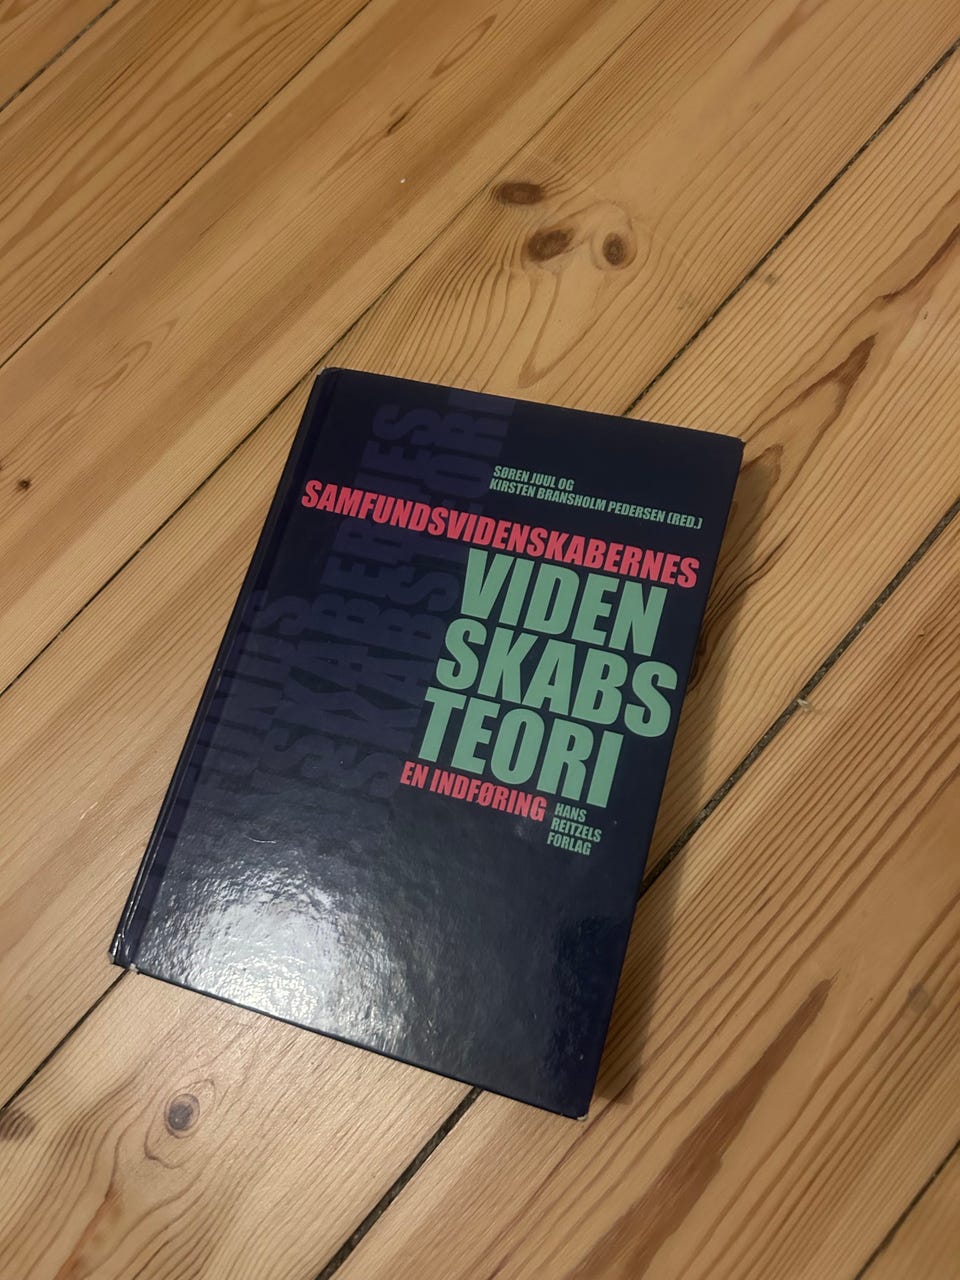 SØREN JUUL OG
KIRSTEN BRANSHOLM PEDERSEN (RED.)
SAMFUNDSVIDENSKABERNES
VIDEN
SKABS
TEORI
EN INDFØRING
HANS
REITZELS
FORLAG